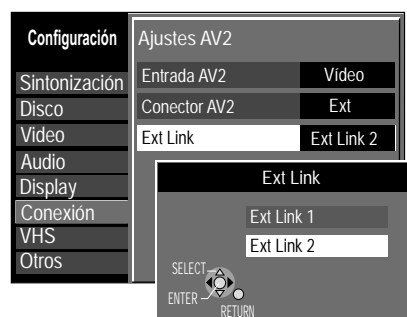 Configuración
Sintonización
Disco
Video
Audio
Display
Conexión
VHS
Otros
Ajustes AV2
Entrada AV2 Vídeo
Conector AV2 Ext
Ext Link Ext Link 2
Ext Link
Ext Link 1
Ext Link 2
SELECT
ENTER
RETURN